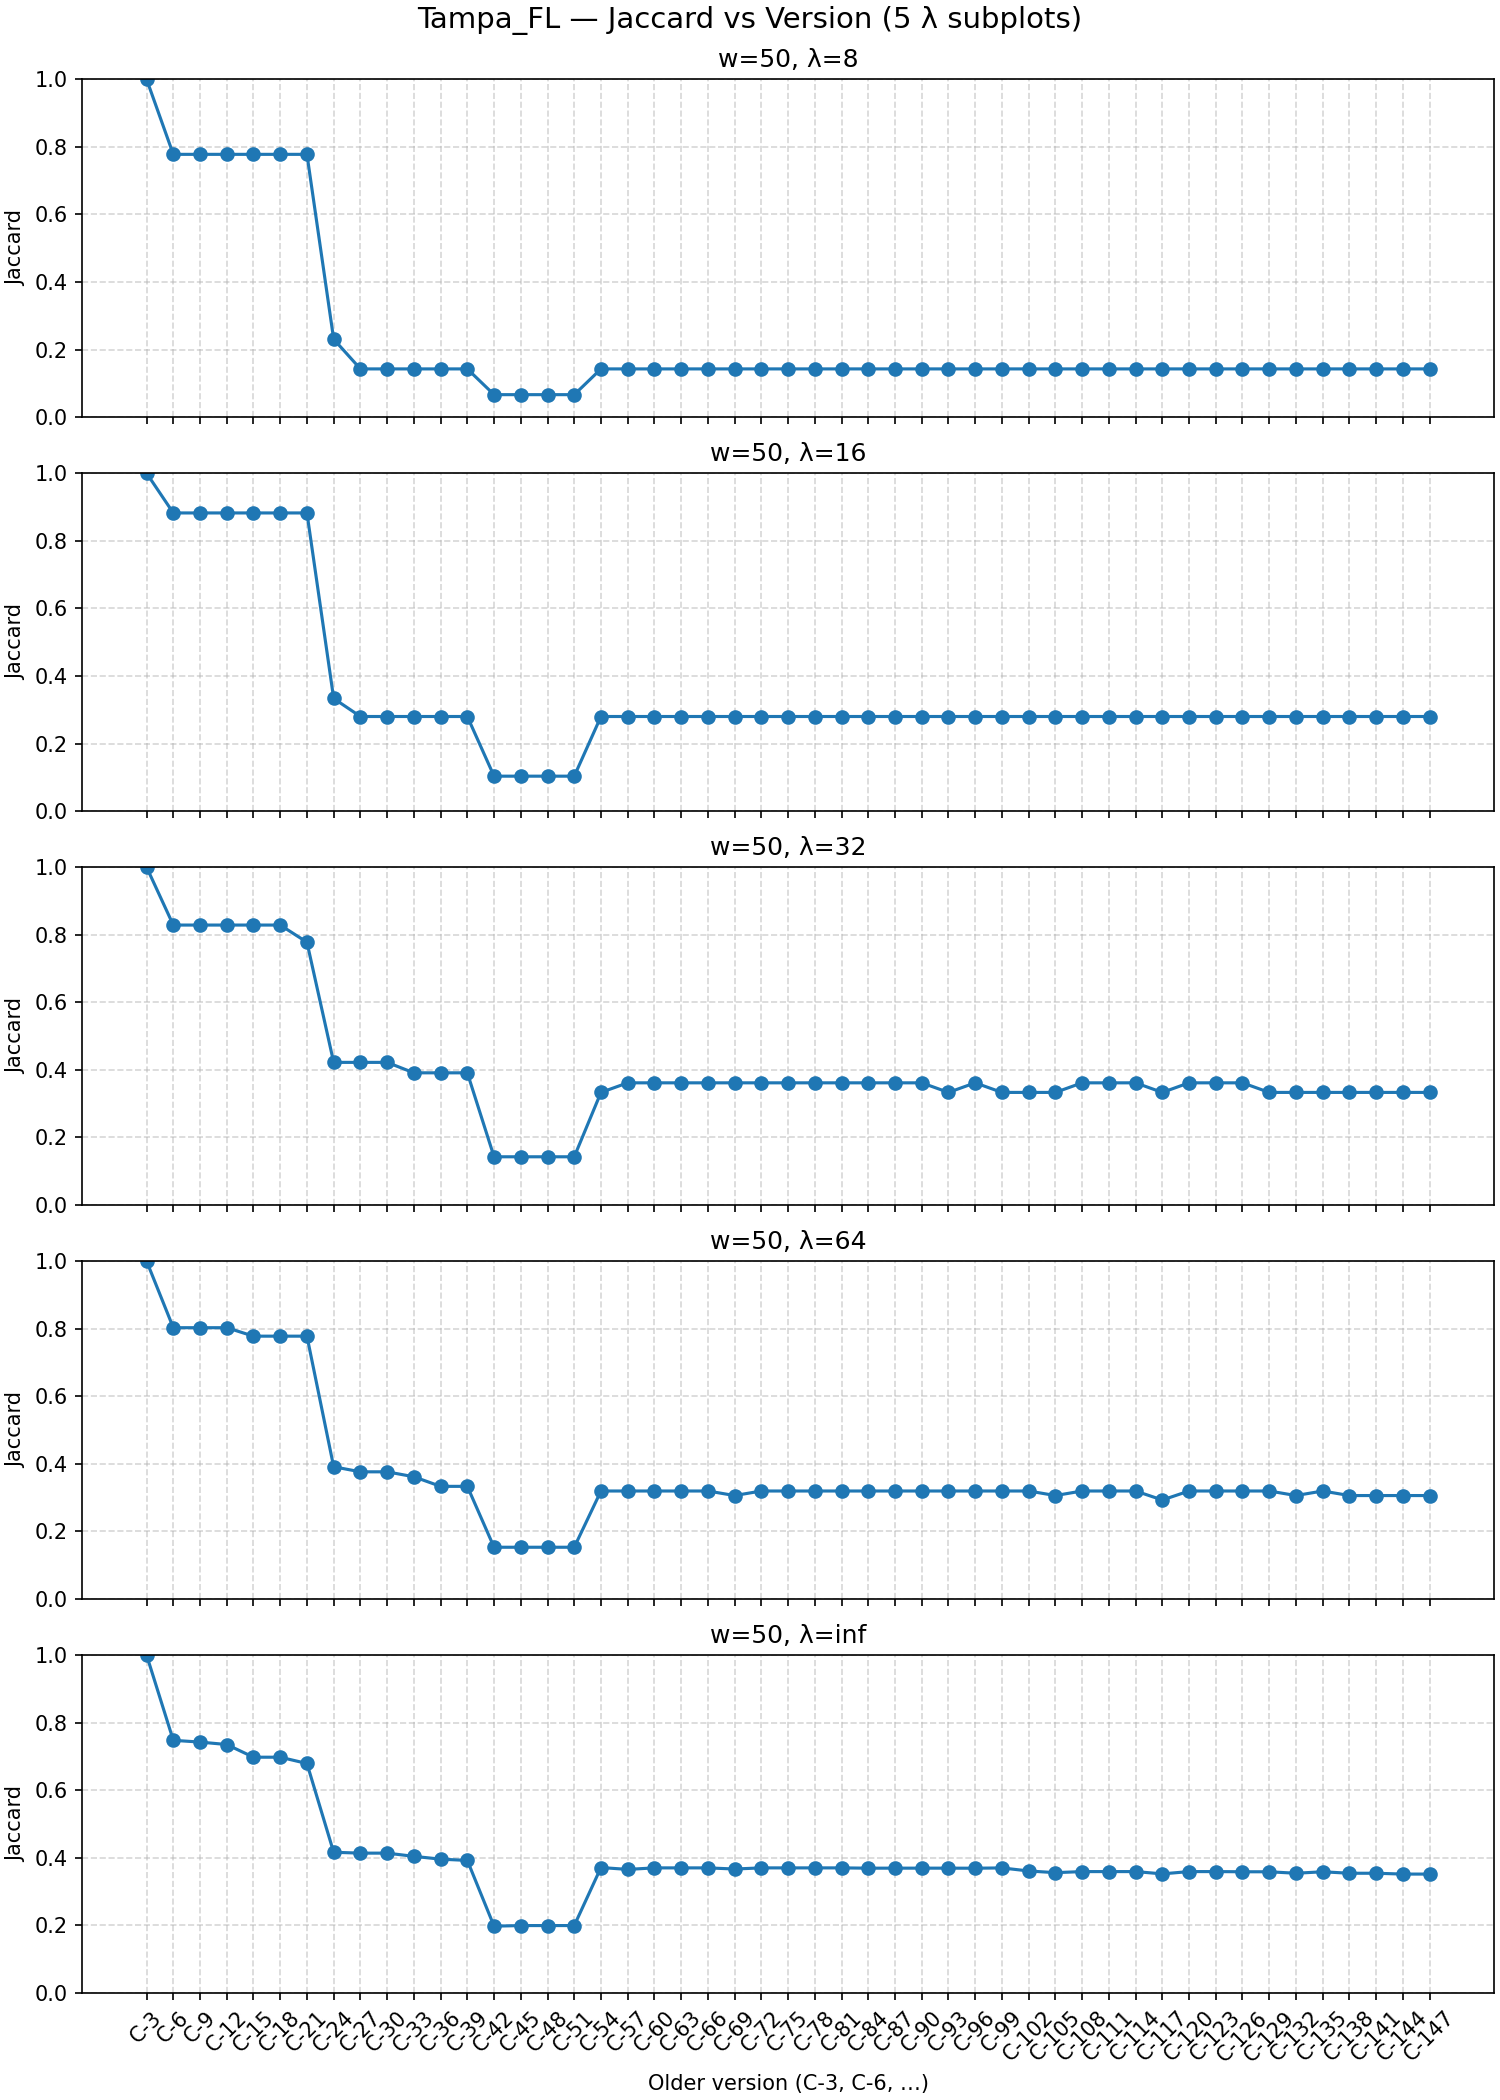 Tampa_FL — Jaccard vs Version (5 λ subplots)
w=50, λ=8
1.0
0.8
0.6
0.4
0.2
0.0
Jaccard
w=50, λ=16
1.0
0.8
0.6
0.4
0.2
0.0
Jaccard
w=50, λ=32
1.0
0.8
0.6
0.4
0.2
0.0
Jaccard
w=50, λ=64
1.0
0.8
0.6
0.4
0.2
0.0
Jaccard
w=50, λ=inf
1.0
0.8
0.6
0.4
0.2
0.0
Jaccard
C-3 C-6 C-9 C-12 C-15 C-18 C-21 C-24 C-27 C-30 C-33 C-36 C-39 C-42 C-45 C-48 C-51 C-54 C-57 C-60 C-63 C-66 C-69 C-72 C-75 C-78 C-81 C-84 C-87 C-90 C-93 C-96 C-99 C-102 C-105 C-108 C-111 C-114 C-117 C-120 C-123 C-126 C-129 C-132 C-135 C-138 C-141 C-144 C-147
Older version (C-3, C-6, ...)